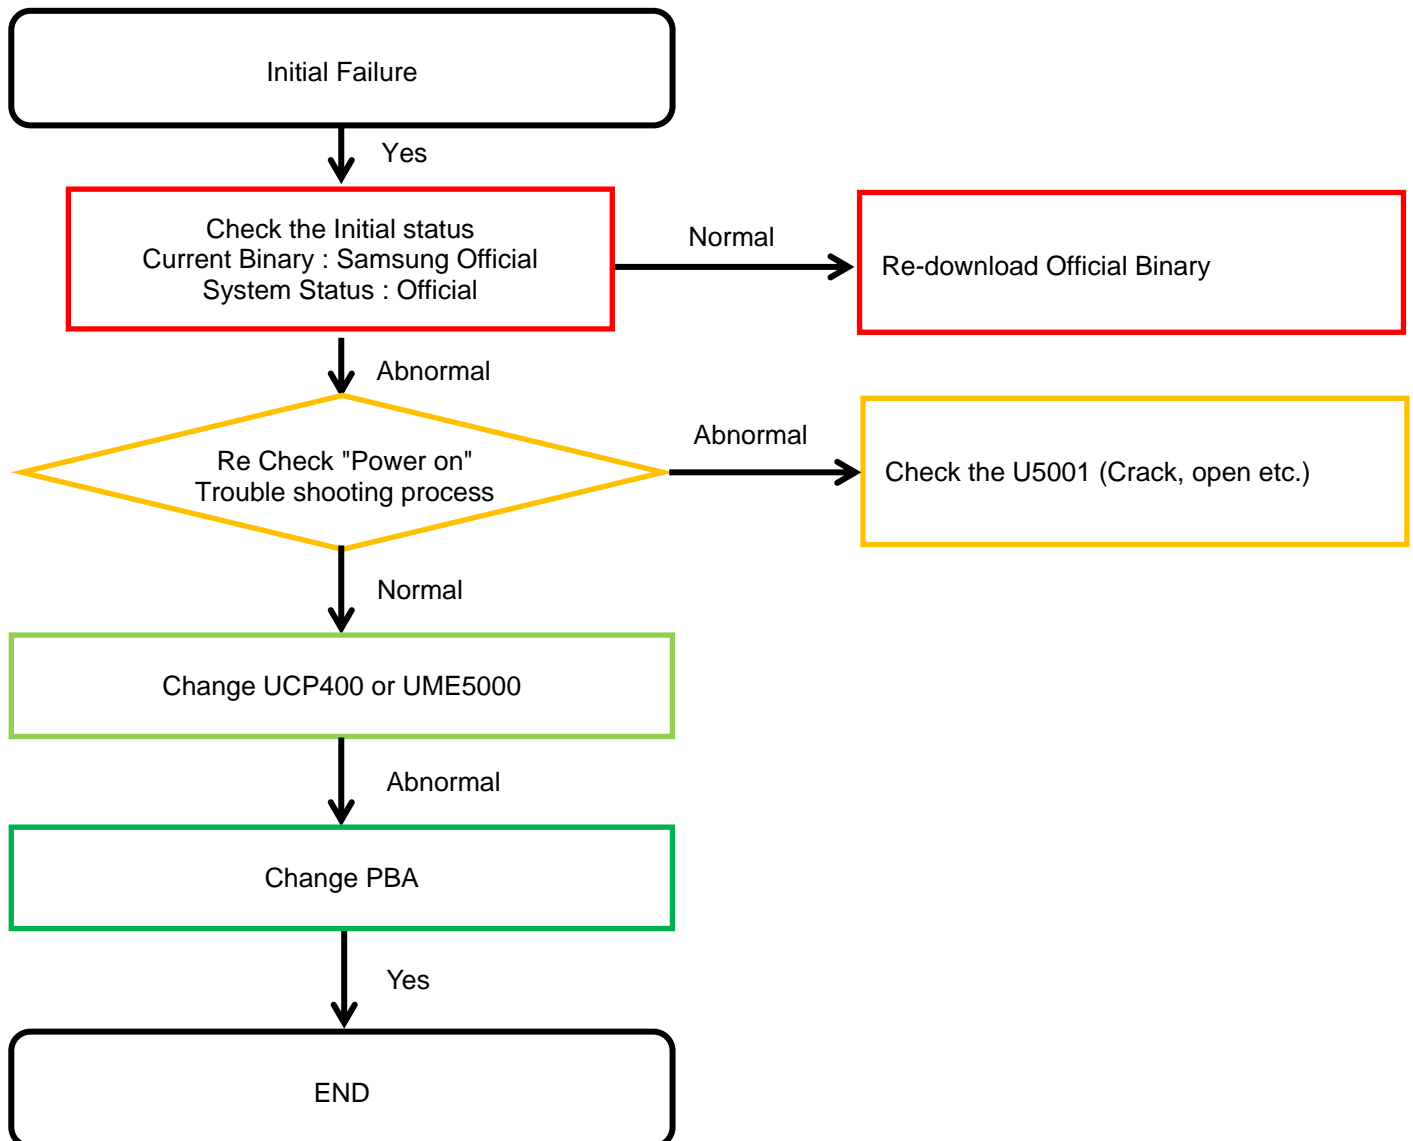 Initial Failure
Yes
Check the Initial status
Current Binary : Samsung Official
System Status : Official
Normal
Re-download Official Binary
Abnormal
Re Check "Power on"
Trouble shooting process
Abnormal
Check the U5001 (Crack, open etc.)
Normal
Change UCP400 or UME5000
Abnormal
Change PBA
Yes
END